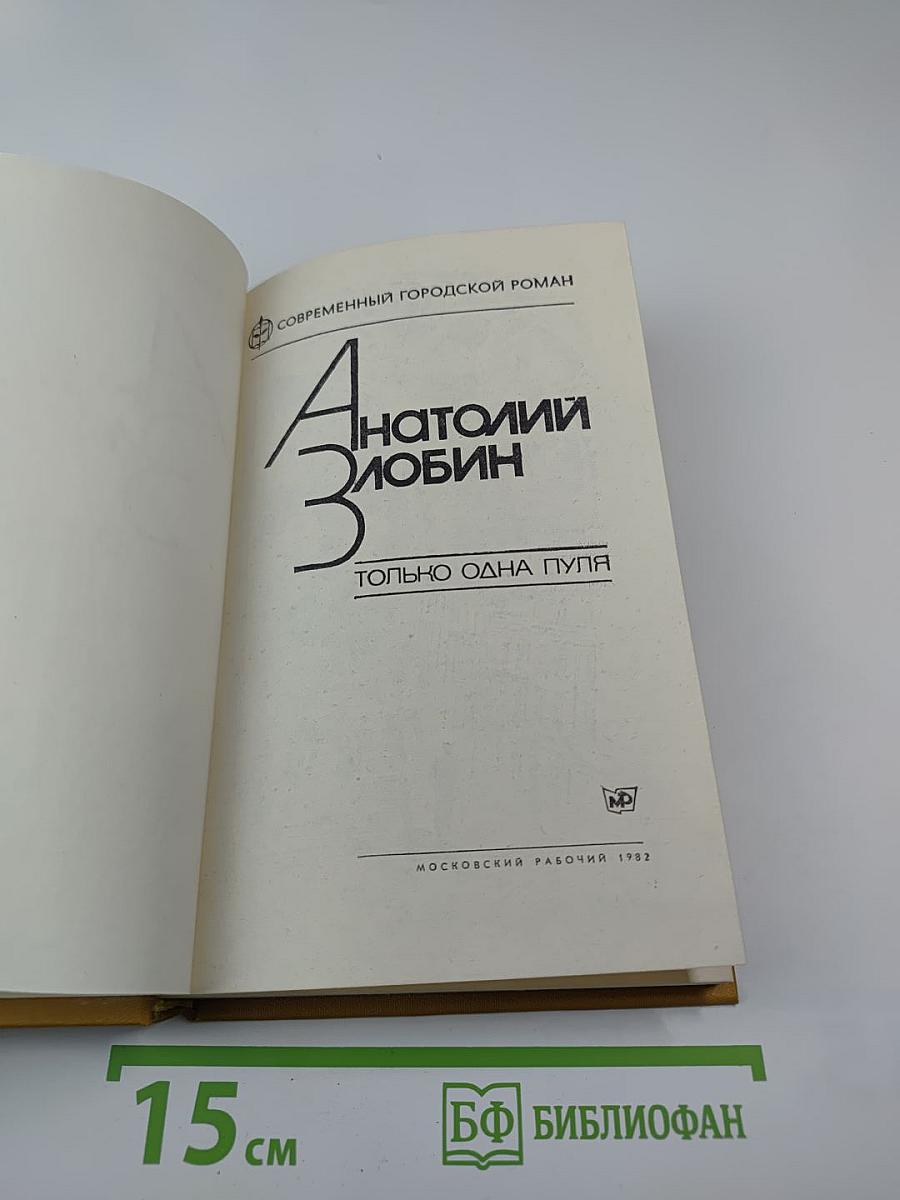 СОВРЕМЕННЫЙ ГОРОДСКОЙ РОМАН
АНАТОЛИЙ
ЗЛОБИН
ТОЛЬКО ОДНА ПУЛЯ
МР
МОСКОВСКИЙ РАБОЧИЙ 1982
15 см
БФ БИБЛИОФАН